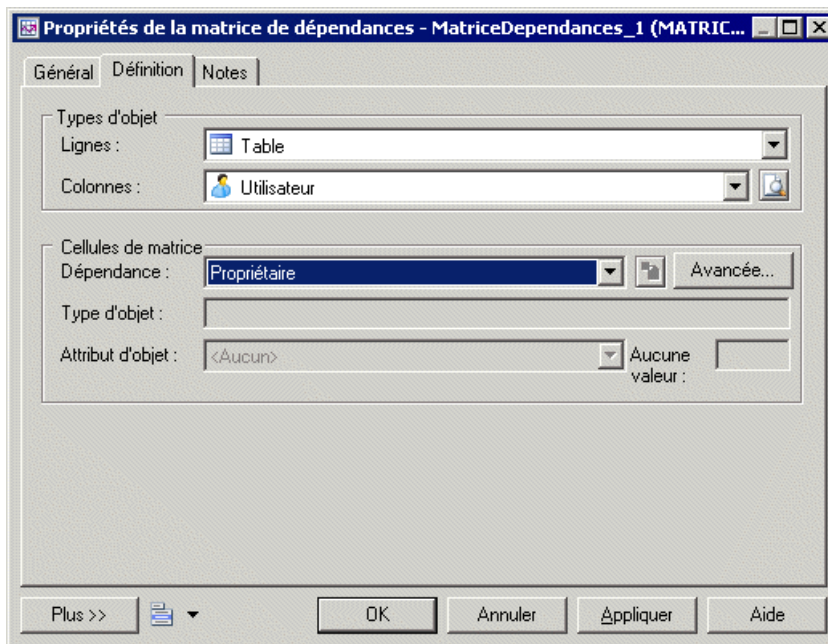 Propriétés de la matrice de dépendances - MatriceDependances_1 (MATRIC...
Général Définition Notes
Types d'objet
Lignes : Table
Colonnes : Utilisateur
Cellules de matrice
Dépendance : Propriétaire Avancée...
Type d'objet :
Attribut d'objet : <Aucun> Aucune
valeur :
Plus >> OK Annuler Appliquer Aide